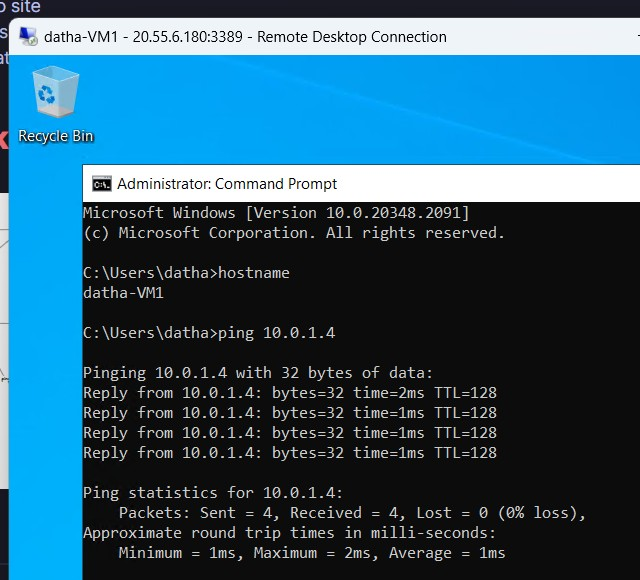 o site
datha-VM1 - 20.55.6.180:3389 - Remote Desktop Connection
Recycle Bin
Administrator: Command Prompt
Microsoft Windows [Version 10.0.20348.2091]
(c) Microsoft Corporation. All rights reserved.
C:\Users\datha>hostname
datha-VM1
C:\Users\datha>ping 10.0.1.4
Pinging 10.0.1.4 with 32 bytes of data:
Reply from 10.0.1.4: bytes=32 time=2ms TTL=128
Reply from 10.0.1.4: bytes=32 time=1ms TTL=128
Reply from 10.0.1.4: bytes=32 time=1ms TTL=128
Reply from 10.0.1.4: bytes=32 time=1ms TTL=128
Ping statistics for 10.0.1.4:
    Packets: Sent = 4, Received = 4, Lost = 0 (0% loss),
Approximate round trip times in milli-seconds:
    Minimum = 1ms, Maximum = 2ms, Average = 1ms